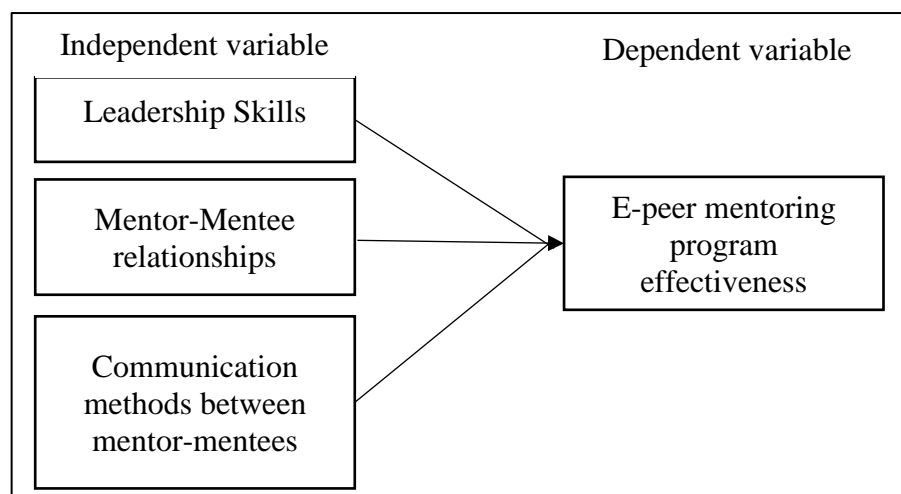 Independent variable
Dependent variable
Leadership Skills
Mentor-Mentee
relationships
E-peer mentoring
program
effectiveness
Communication
methods between
mentor-mentees